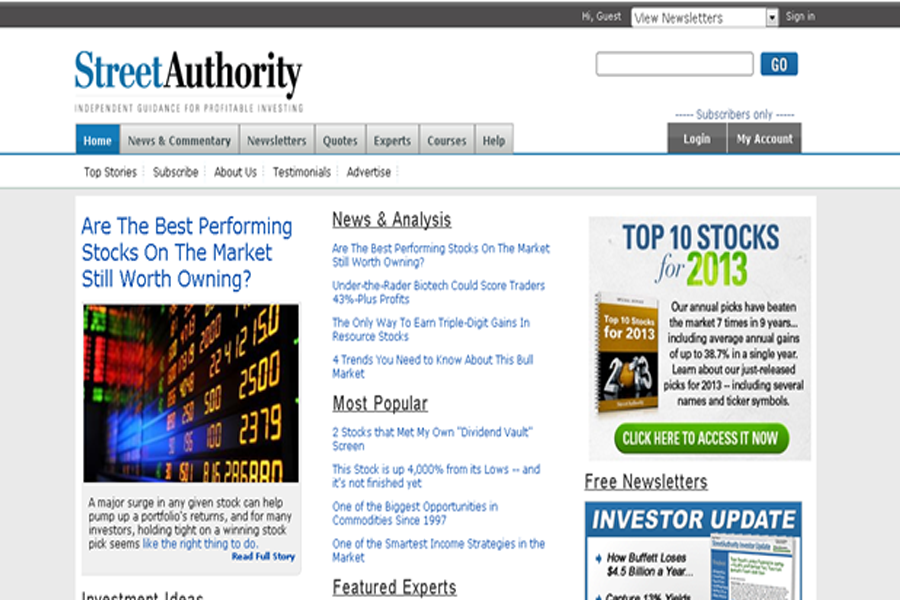 Hi, Guest View Newsletters Sign in
StreetAuthority
INDEPENDENT GUIDANCE FOR PROFITABLE INVESTING
GO
----- Subscribers only -----
Home News & Commentary Newsletters Quotes Experts Courses Help
Login My Account
Top Stories Subscribe About Us Testimonials Advertise
Are The Best Performing
Stocks On The Market
Still Worth Owning?
A major surge in any given stock can help
pump up a portfolio's returns, and for many
investors, holding tight on a winning stock
pick seems like the right thing to do.
Read Full Story
Investment Ideas
News & Analysis
Are The Best Performing Stocks On The Market
Still Worth Owning?
Under-the-Rader Biotech Could Score Traders
43%-Plus Profits
The Only Way To Earn Triple-Digit Gains In
Resource Stocks
4 Trends You Need to Know About This Bull
Market
Most Popular
2 Stocks that Met My Own "Dividend Vault"
Screen
This Stock is up 4,000% from its Lows -- and
it's not finished yet
One of the Biggest Opportunities in
Commodities Since 1997
One of the Smartest Income Strategies in the
Market
Featured Experts
TOP 10 STOCKS
for 2013
Top 10 Stocks
for 2013
2013
Our annual picks have beaten
the market 7 times in 9 years...
including average annual gains
of up to 38.7% in a single year.
Learn about our just-released
picks for 2013 -- including several
names and ticker symbols.
CLICK HERE TO ACCESS IT NOW
Free Newsletters
INVESTOR UPDATE
How Buffett Loses
$4.5 Billion a Year...
Capture 13% Yields
StreetAuthority Investor Update